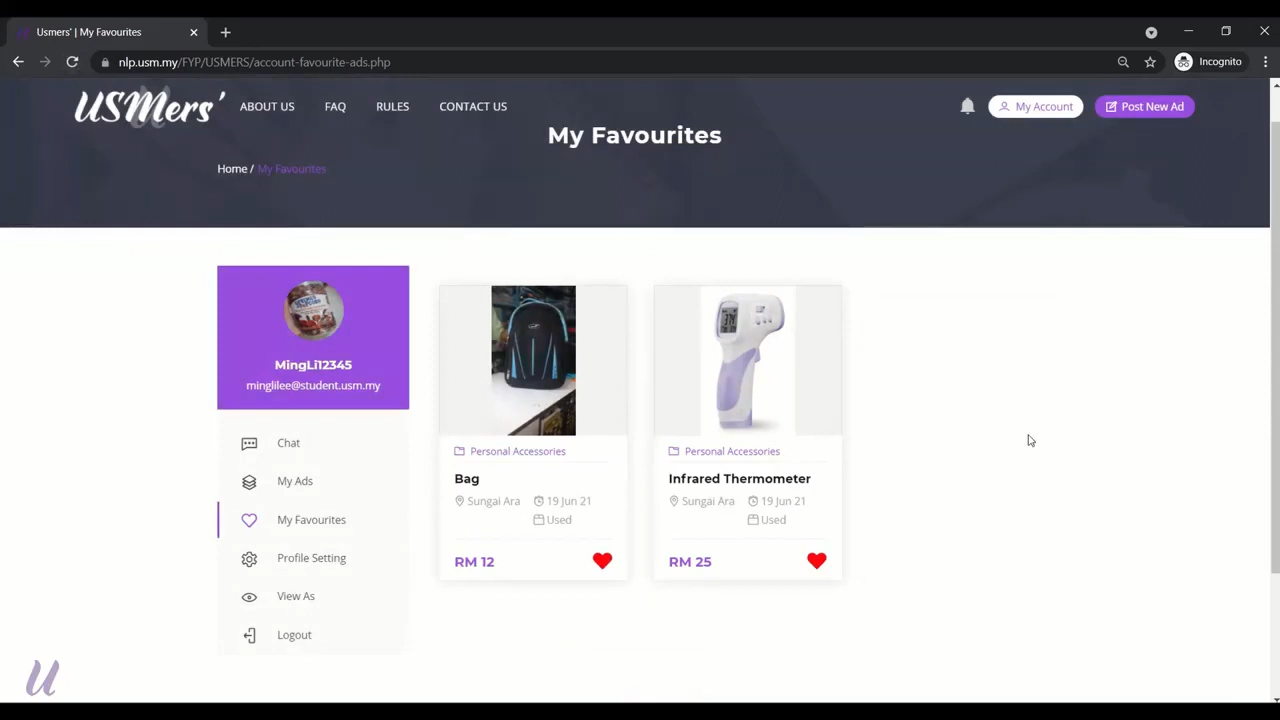 Usmers' | My Favourites
nlp.usm.my/FYP/USMERS/account-favourite-ads.php
Incognito
USMers'
ABOUT US
FAQ
RULES
CONTACT US
My Account
Post New Ad
My Favourites
Home / My Favourites
MingLi12345
minglilee@student.usm.my
Chat
My Ads
My Favourites
Profile Setting
View As
Logout
Personal Accessories
Bag
Sungai Ara
19 Jun 21
Used
RM 12
Personal Accessories
Infrared Thermometer
Sungai Ara
19 Jun 21
Used
RM 25
U